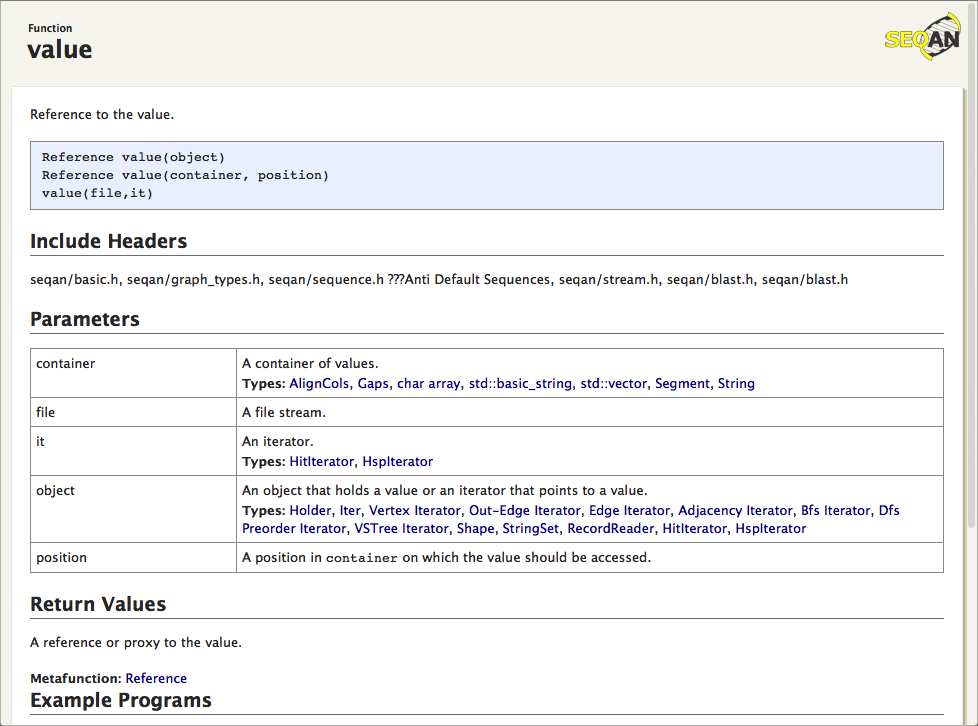 Function
value
SEQAN
Reference to the value.
Reference value(object)
Reference value(container, position)
value(file,it)
Include Headers
seqan/basic.h, seqan/graph_types.h, seqan/sequence.h ???Anti Default Sequences, seqan/stream.h, seqan/blast.h, seqan/blast.h
Parameters
container
A container of values.
Types: AlignCols, Gaps, char array, std::basic_string, std::vector, Segment, String
file
A file stream.
it
An iterator.
Types: HitIterator, HspIterator
object
An object that holds a value or an iterator that points to a value.
Types: Holder, Iter, Vertex Iterator, Out-Edge Iterator, Edge Iterator, Adjacency Iterator, Bfs Iterator, Dfs
Preorder Iterator, VSTree Iterator, Shape, StringSet, RecordReader, HitIterator, HspIterator
position
A position in container on which the value should be accessed.
Return Values
A reference or proxy to the value.
Metafunction: Reference
Example Programs